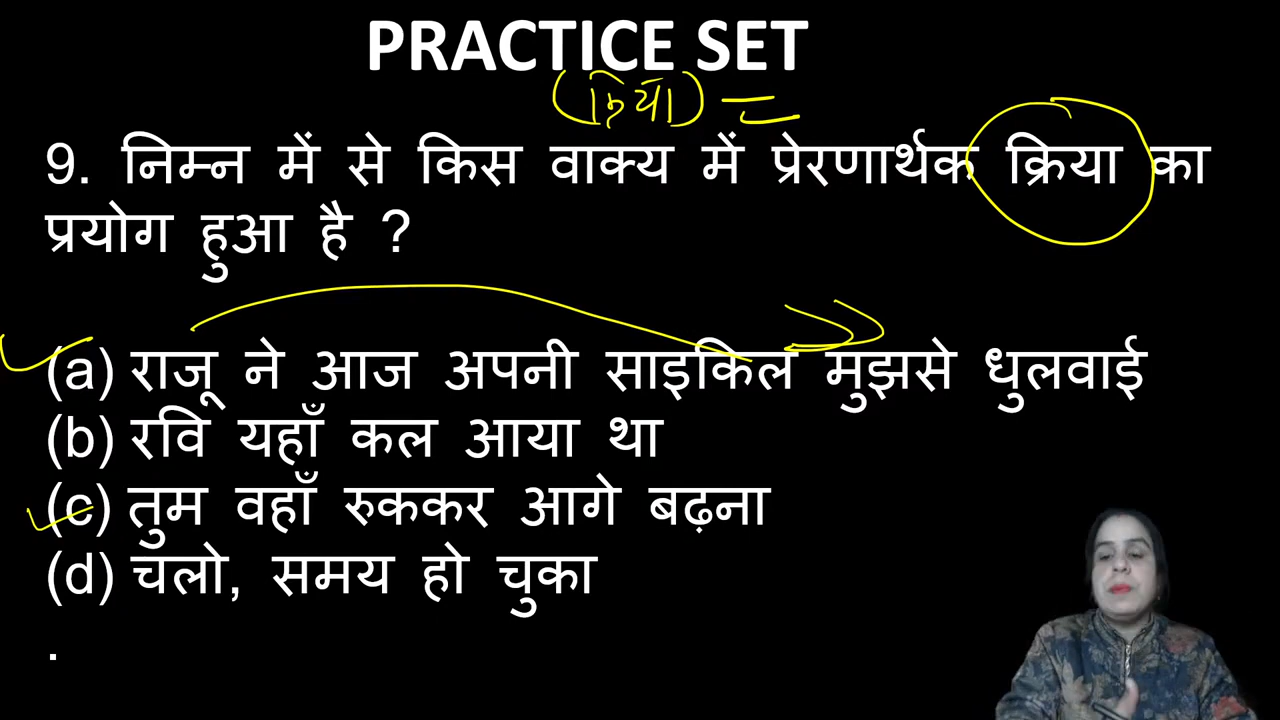 PRACTICE SET
(क्रिया) =
9. निम्न में से किस वाक्य में प्रेरणार्थक क्रिया का
प्रयोग हुआ है ?
(a) राजू ने आज अपनी साइकिल मुझसे धुलवाई
(b) रवि यहाँ कल आया था
(c) तुम वहाँ रुककर आगे बढ़ना
(d) चलो, समय हो चुका
.